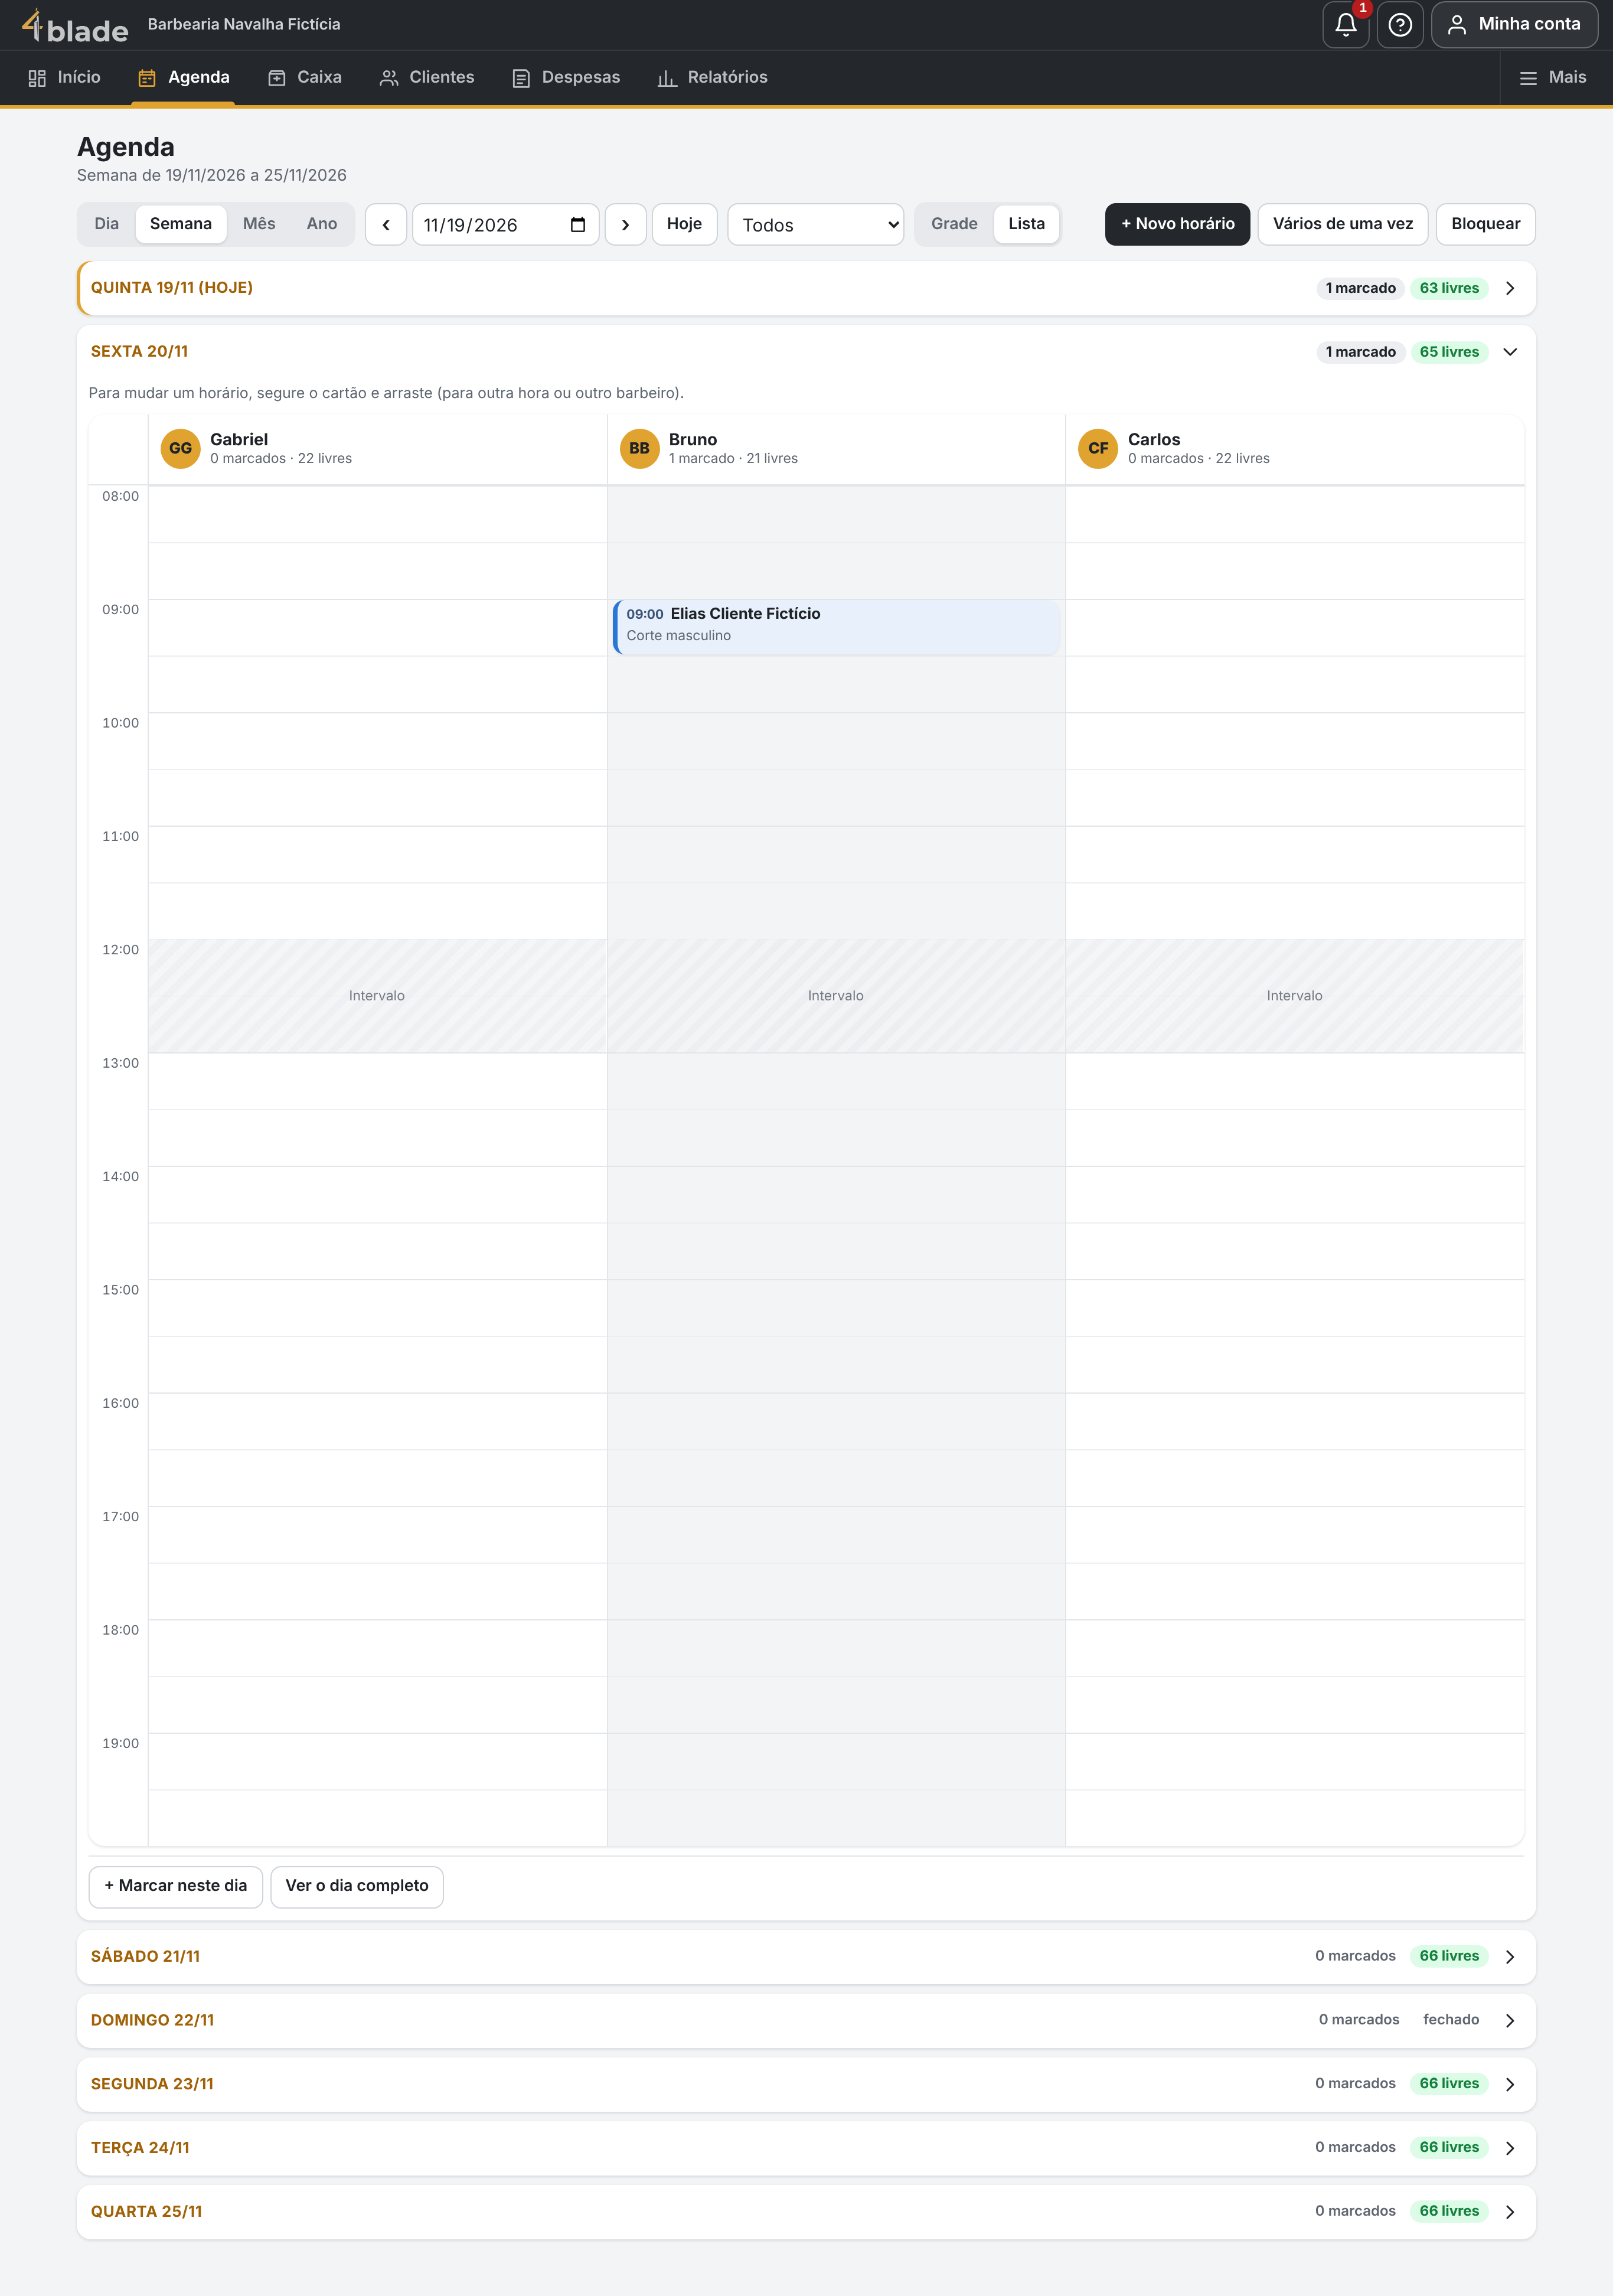 4blade Barbearia Navalha Fictícia 1 Minha conta
Início Agenda Caixa Clientes Despesas Relatórios Mais
Agenda
Semana de 19/11/2026 a 25/11/2026
Dia Semana Mês Ano ‹ 11/19/2026 › Hoje Todos Grade Lista + Novo horário Vários de uma vez Bloquear
QUINTA 19/11 (HOJE) 1 marcado 63 livres
SEXTA 20/11 1 marcado 65 livres
Para mudar um horário, segure o cartão e arraste (para outra hora ou outro barbeiro).
GG Gabriel BB Bruno CF Carlos
0 marcados · 22 livres 1 marcado · 21 livres 0 marcados · 22 livres
08:00
09:00 09:00 Elias Cliente Fictício
Corte masculino
10:00
11:00
12:00
Intervalo Intervalo Intervalo
13:00
14:00
15:00
16:00
17:00
18:00
19:00
+ Marcar neste dia Ver o dia completo
SÁBADO 21/11 0 marcados 66 livres
DOMINGO 22/11 0 marcados fechado
SEGUNDA 23/11 0 marcados 66 livres
TERÇA 24/11 0 marcados 66 livres
QUARTA 25/11 0 marcados 66 livres